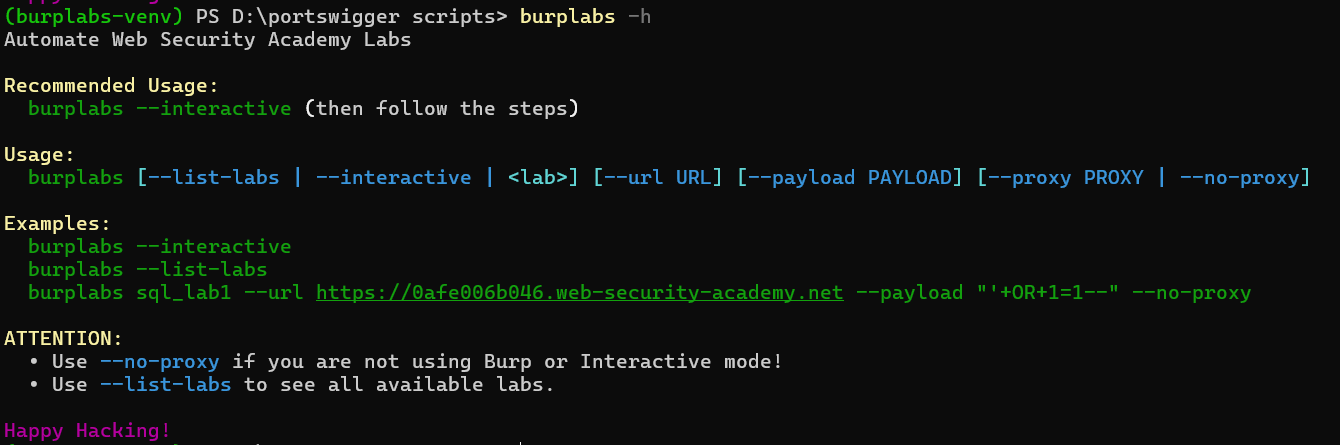 (burplabs-venv) PS D:\portswigger scripts> burplabs -h
Automate Web Security Academy Labs
Recommended Usage:
burplabs --interactive (then follow the steps)
Usage:
burplabs [--list-labs | --interactive | <lab>] [--url URL] [--payload PAYLOAD] [--proxy PROXY | --no-proxy]
Examples:
burplabs --interactive
burplabs --list-labs
burplabs sql_lab1 --url https://0afe006b046.web-security-academy.net --payload "'+OR+1=1--" --no-proxy
ATTENTION:
• Use --no-proxy if you are not using Burp or Interactive mode!
• Use --list-labs to see all available labs.
Happy Hacking!